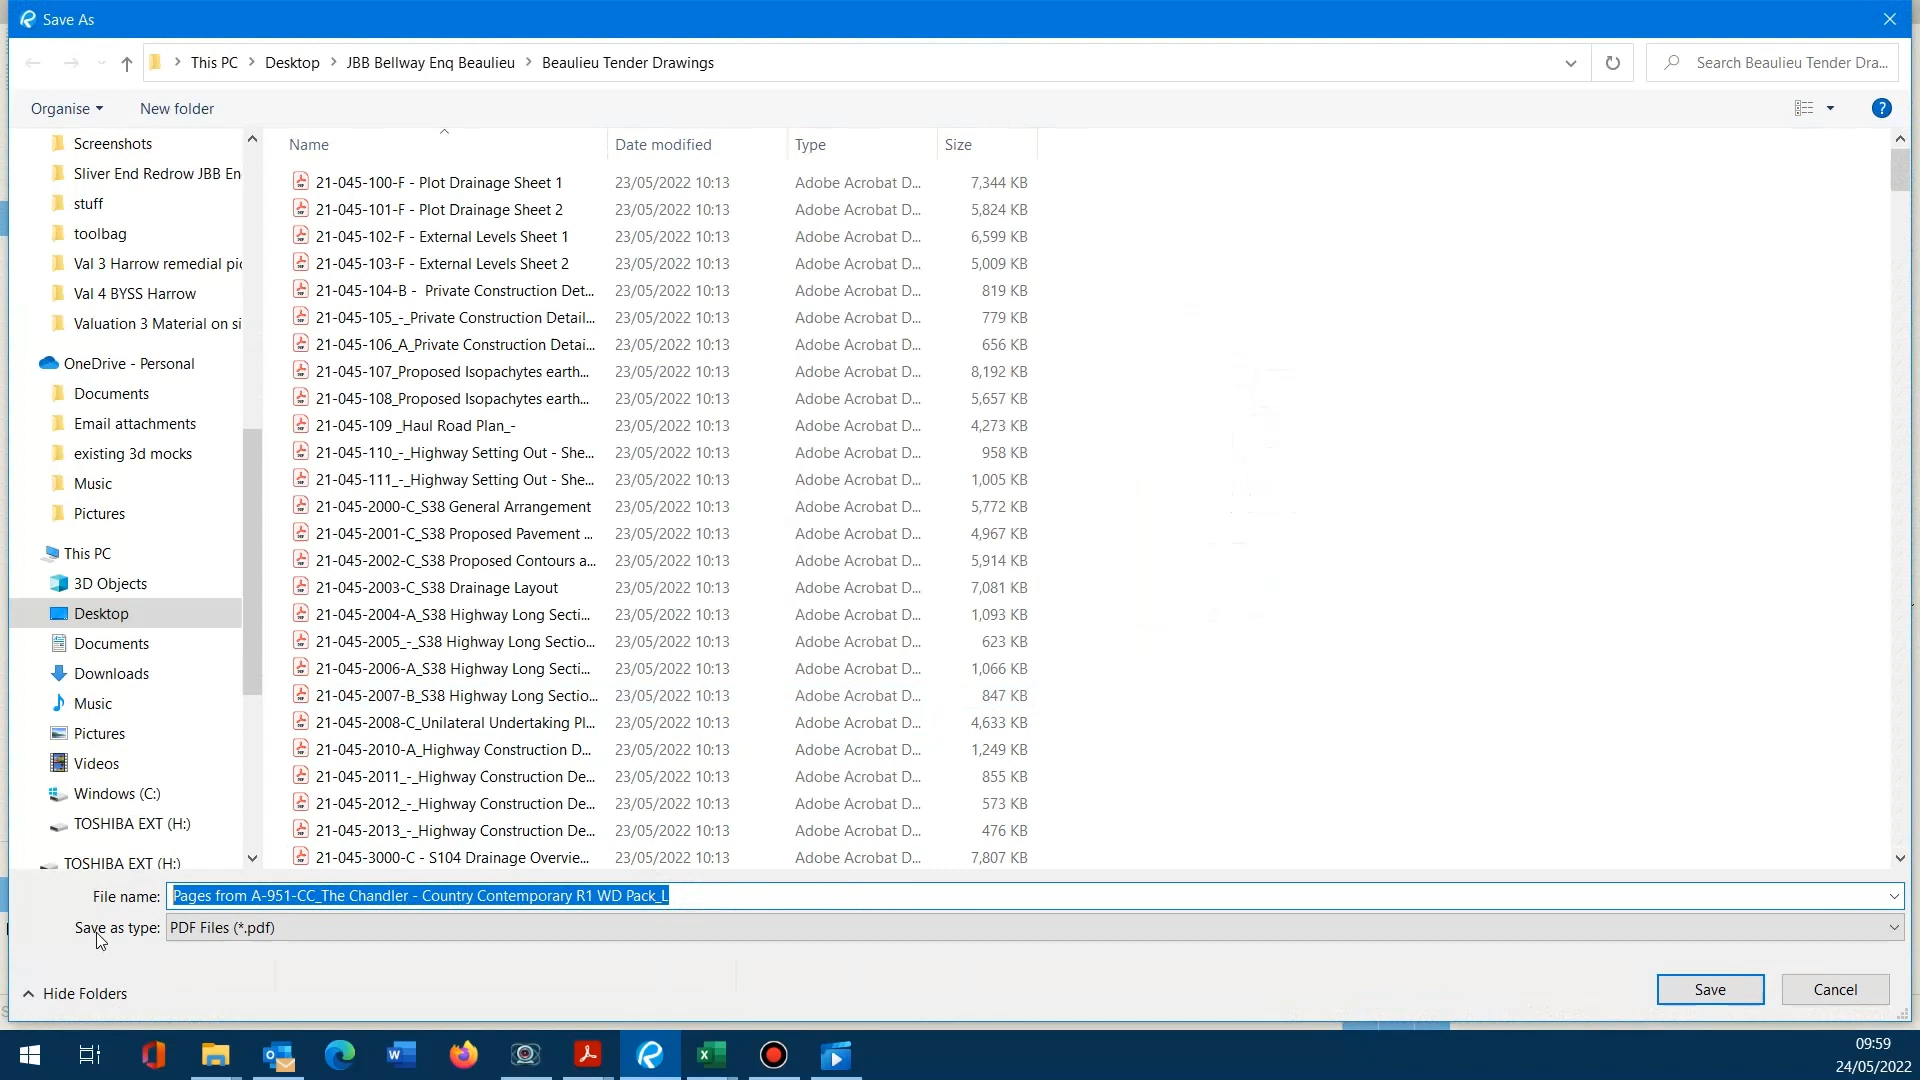 Save As
This PC > Desktop > JBB Bellway Enq Beaulieu > Beaulieu Tender Drawings
Search Beaulieu Tender Dra...
Organise
New folder
?
Screenshots
Sliver End Redrow JBB En
stuff
toolbag
Val 3 Harrow remedial pic
Val 4 BYSS Harrow
Valuation 3 Material on si
OneDrive - Personal
Documents
Email attachments
existing 3d mocks
Music
Pictures
This PC
3D Objects
Desktop
Documents
Downloads
Music
Pictures
Videos
Windows (C:)
TOSHIBA EXT (H:)
TOSHIBA EXT (H:)
Name Date modified Type Size
21-045-100-F - Plot Drainage Sheet 1 23/05/2022 10:13 Adobe Acrobat D... 7,344 KB
21-045-101-F - Plot Drainage Sheet 2 23/05/2022 10:13 Adobe Acrobat D... 5,824 KB
21-045-102-F - External Levels Sheet 1 23/05/2022 10:13 Adobe Acrobat D... 6,599 KB
21-045-103-F - External Levels Sheet 2 23/05/2022 10:13 Adobe Acrobat D... 5,009 KB
21-045-104-B - Private Construction Det... 23/05/2022 10:13 Adobe Acrobat D... 819 KB
21-045-105_-_Private Construction Detail... 23/05/2022 10:13 Adobe Acrobat D... 779 KB
21-045-106_A_Private Construction Detai... 23/05/2022 10:13 Adobe Acrobat D... 656 KB
21-045-107_Proposed Isopachytes earth... 23/05/2022 10:13 Adobe Acrobat D... 8,192 KB
21-045-108_Proposed Isopachytes earth... 23/05/2022 10:13 Adobe Acrobat D... 5,657 KB
21-045-109 _Haul Road Plan_- 23/05/2022 10:13 Adobe Acrobat D... 4,273 KB
21-045-110_-_Highway Setting Out - She... 23/05/2022 10:13 Adobe Acrobat D... 958 KB
21-045-111_-_Highway Setting Out - She... 23/05/2022 10:13 Adobe Acrobat D... 1,005 KB
21-045-2000-C_S38 General Arrangement 23/05/2022 10:13 Adobe Acrobat D... 5,772 KB
21-045-2001-C_S38 Proposed Pavement ... 23/05/2022 10:13 Adobe Acrobat D... 4,967 KB
21-045-2002-C_S38 Proposed Contours a... 23/05/2022 10:13 Adobe Acrobat D... 5,914 KB
21-045-2003-C_S38 Drainage Layout 23/05/2022 10:13 Adobe Acrobat D... 7,081 KB
21-045-2004-A_S38 Highway Long Secti... 23/05/2022 10:13 Adobe Acrobat D... 1,093 KB
21-045-2005_-_S38 Highway Long Sectio... 23/05/2022 10:13 Adobe Acrobat D... 623 KB
21-045-2006-A_S38 Highway Long Secti... 23/05/2022 10:13 Adobe Acrobat D... 1,066 KB
21-045-2007-B_S38 Highway Long Sectio... 23/05/2022 10:13 Adobe Acrobat D... 847 KB
21-045-2008-C_Unilateral Undertaking Pl... 23/05/2022 10:13 Adobe Acrobat D... 4,633 KB
21-045-2010-A_Highway Construction D... 23/05/2022 10:13 Adobe Acrobat D... 1,249 KB
21-045-2011_-_Highway Construction De... 23/05/2022 10:13 Adobe Acrobat D... 855 KB
21-045-2012_-_Highway Construction De... 23/05/2022 10:13 Adobe Acrobat D... 573 KB
21-045-2013_-_Highway Construction De... 23/05/2022 10:13 Adobe Acrobat D... 476 KB
21-045-3000-C - S104 Drainage Overvie... 23/05/2022 10:13 Adobe Acrobat D... 7,807 KB
File name: Pages from A-951-CC_The Chandler - Country Contemporary R1 WD Pack_L
Save as type: PDF Files (*.pdf)
Hide Folders
Save
Cancel
09:59
24/05/2022